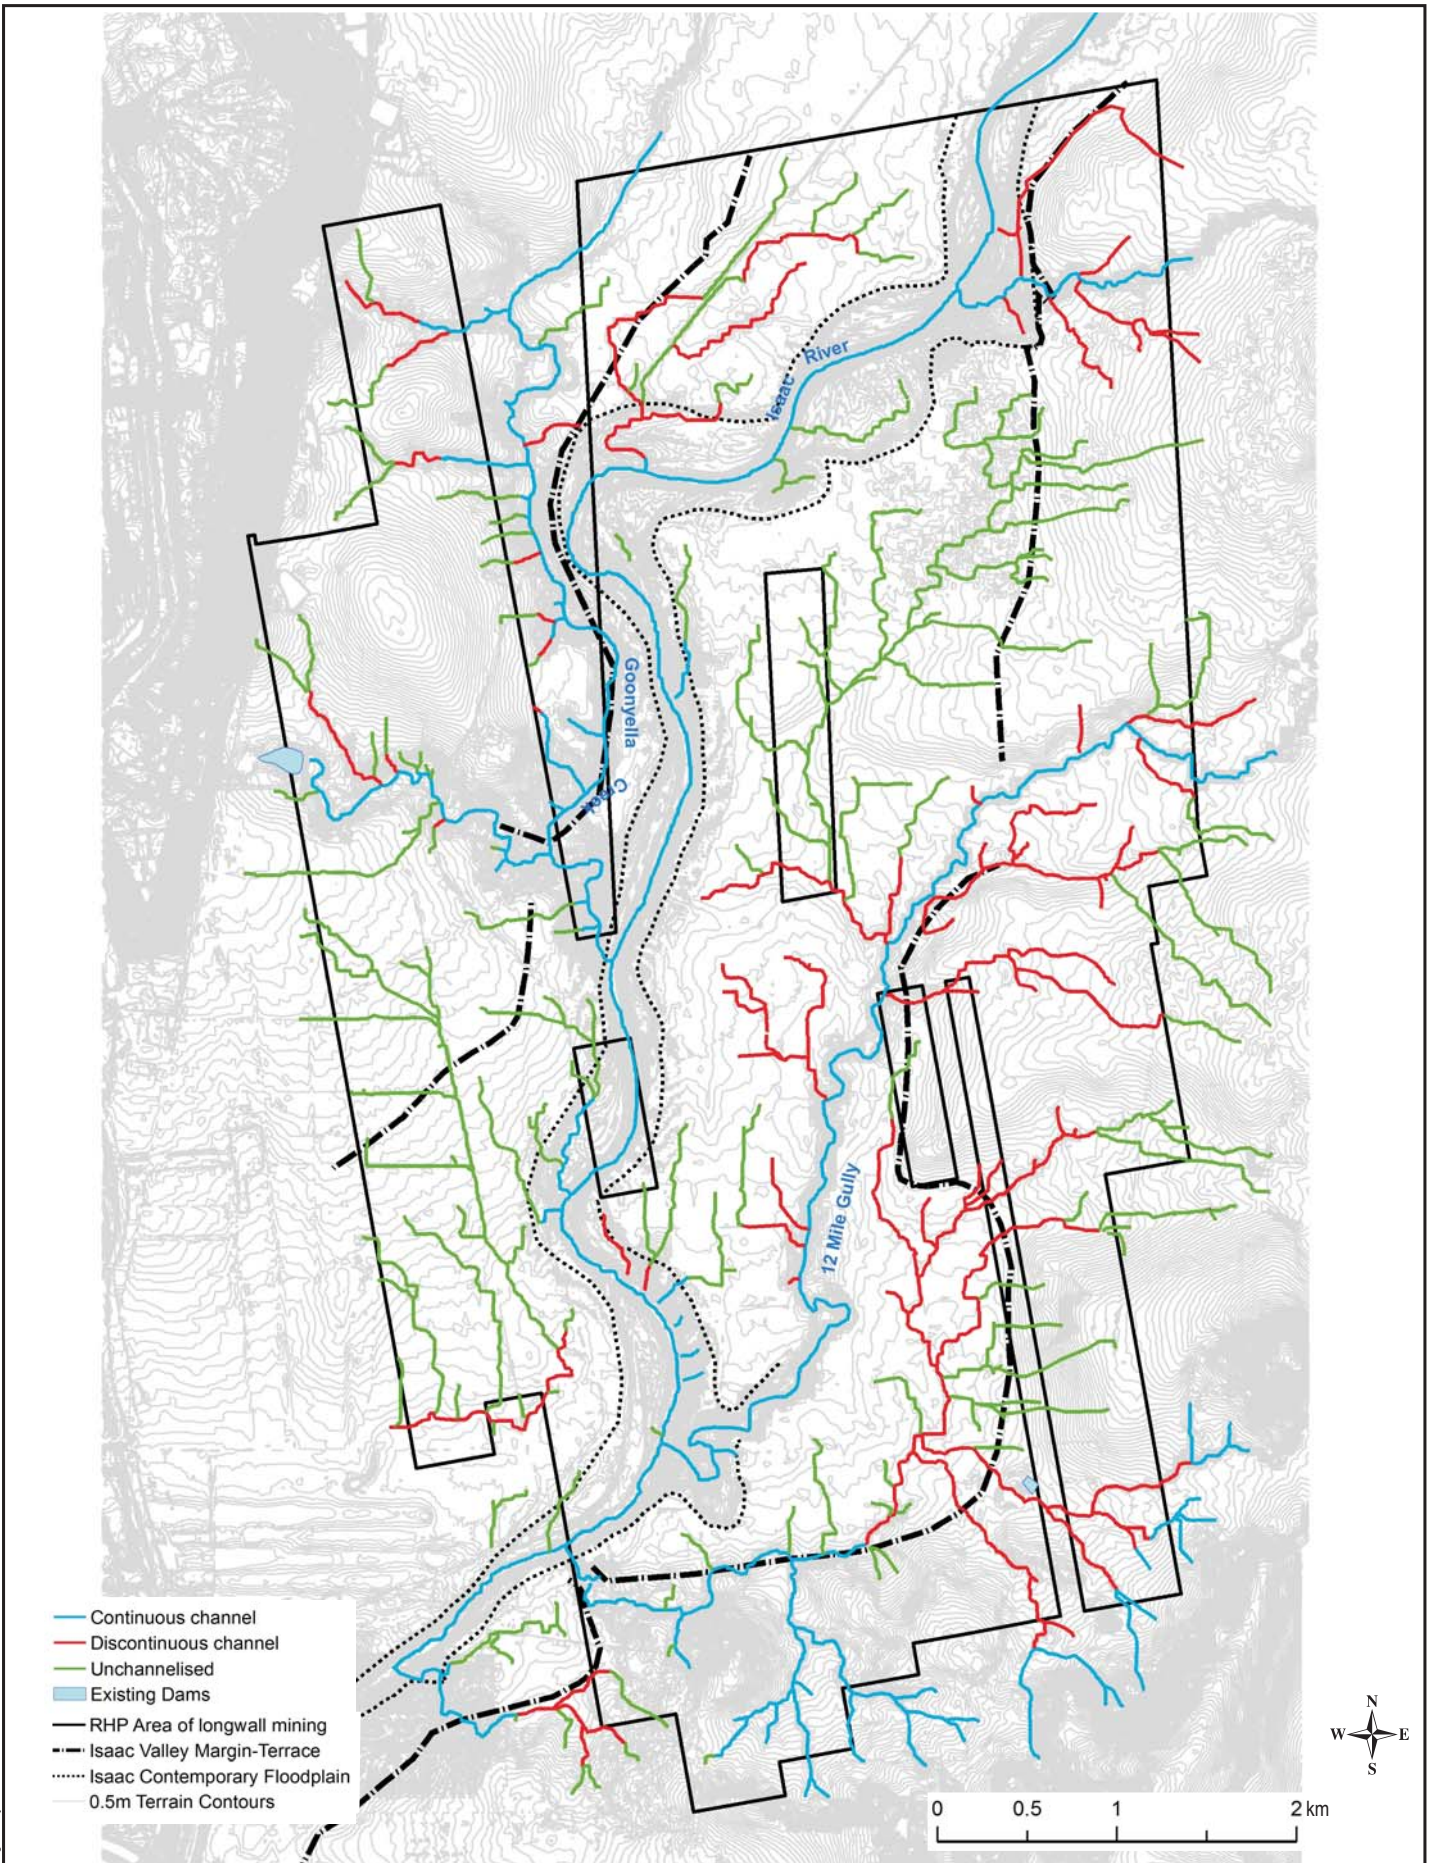 Isaac River
Goonyella Creek
12 Mile Gully
Continuous channel
Discontinuous channel
Unchannelised
Existing Dams
RHP Area of longwall mining
Isaac Valley Margin-Terrace
Isaac Contemporary Floodplain
0.5m Terrain Contours
N
W E
S
0 0.5 1 2 km